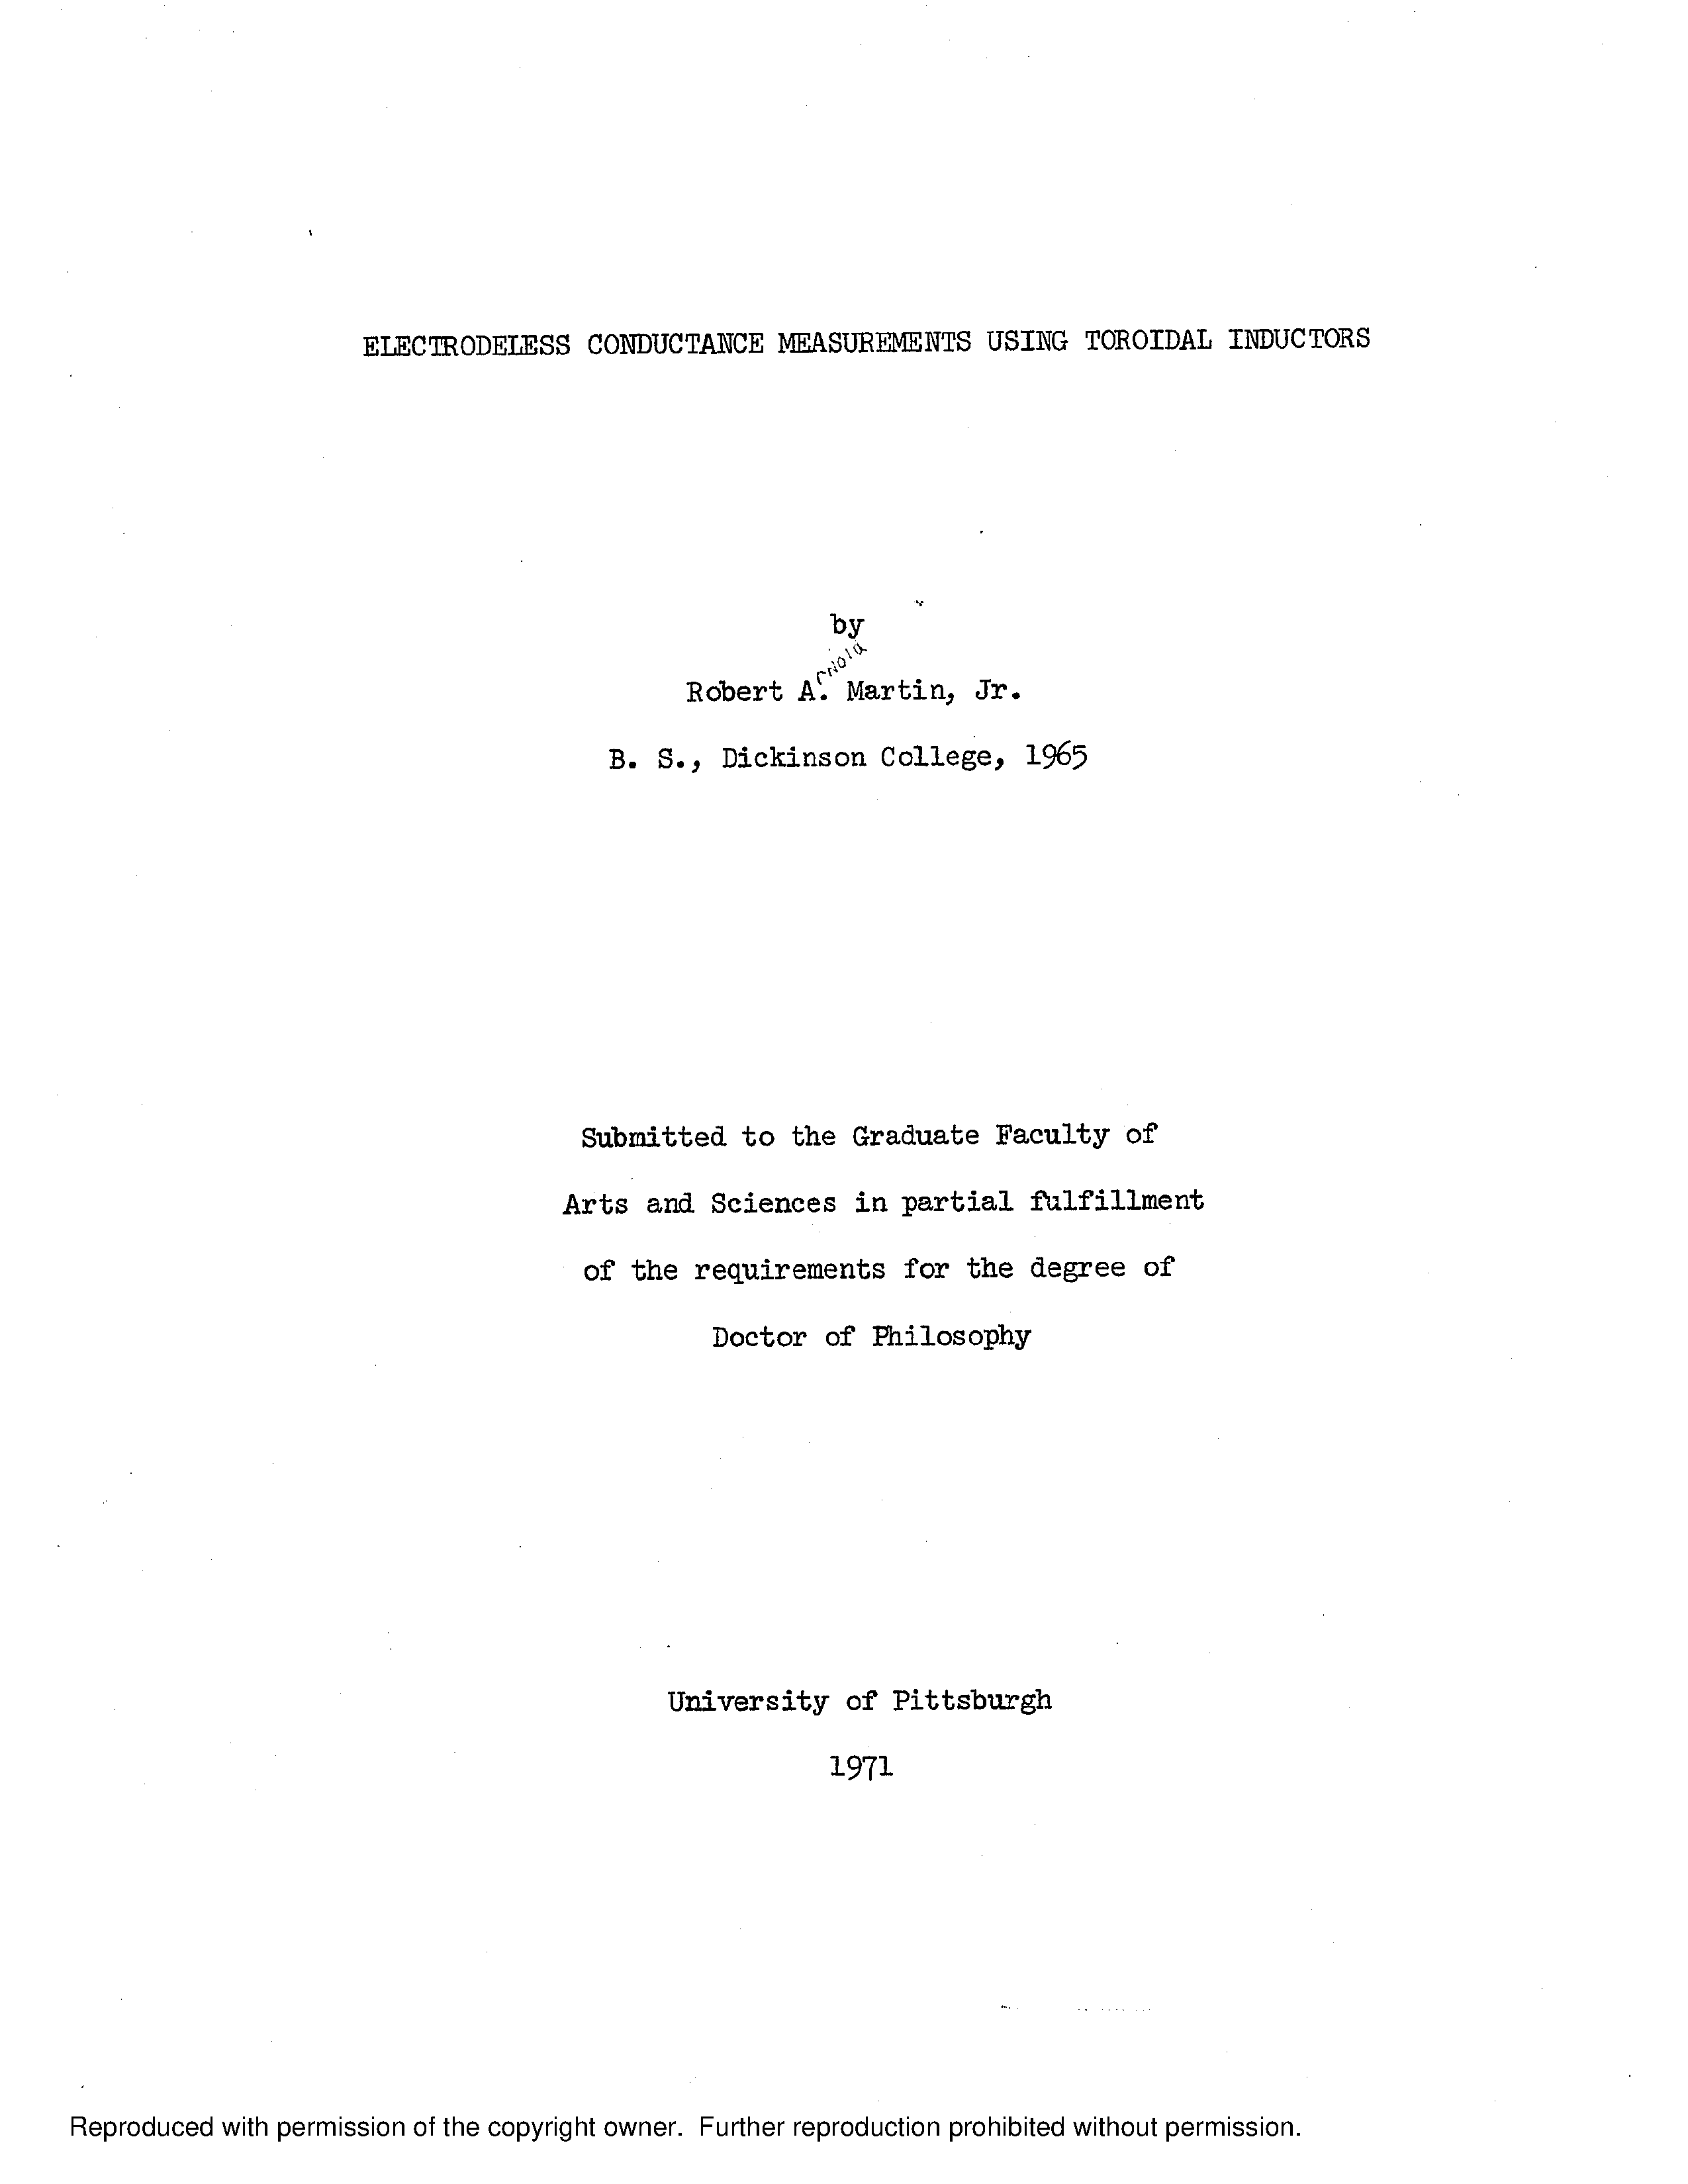 ELECTRODELESS CONDUCTANCE MEASUREMENTS USING TOROIDAL INDUCTORS
by
rnold
Robert A. Martin, Jr.
B. S., Dickinson College, 1965
Submitted to the Graduate Faculty of
Arts and Sciences in partial fulfillment
of the requirements for the degree of
Doctor of Philosophy
University of Pittsburgh
1971
Reproduced with permission of the copyright owner. Further reproduction prohibited without permission.